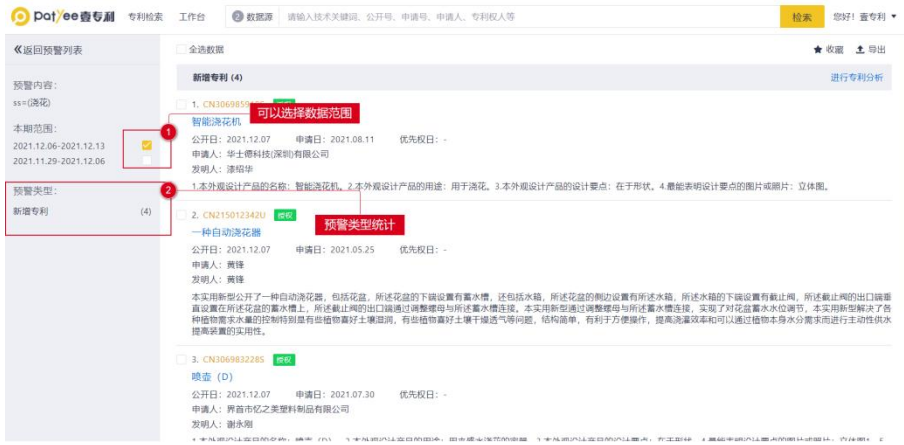 patyee壹专利 专利检索 工作台 ② 数据源 请输入技术关键词、公开号、申请号、申请人、专利权人等 检索 您好！壹专利
《返回预警列表 全选数据 收藏 导出
预警内容：
ss=(浇花)
本期范围：
2021.12.06-2021.12.13
2021.11.29-2021.12.06
预警类型：
新增专利 (4)
新增专利 (4) 进行专利分析
1.
1 可以选择数据范围
智能浇花机
公开日：2021.12.07 申请日：2021.08.11 优先权日：-
申请人：华士德科技(深圳)有限公司
发明人：漆绍华
2
1.本外观设计产品的名称：智能浇花机。2.本外观设计产品的用途：用于浇花。3.本外观设计产品的设计要点：在于形状。4.最能表明设计要点的图片或照片：立体图。
2. CN215012342U 授权
预警类型统计
一种自动浇花器
公开日：2021.12.07 申请日：2021.05.25 优先权日：-
申请人：黄锋
发明人：黄锋
本实用新型公开了一种自动浇花器，包括花盆，所述花盆的下端设置有蓄水槽，还包括水箱，所述花盆的侧边设置有所述水箱，所述水箱的下端设置有截止阀，所述截止阀的出口端垂
直设置在所述花盆的蓄水槽上，所述截止阀的出口端通过调整螺母与所述蓄水槽连接。本实用新型通过调整螺母与所述蓄水槽连接，实现了对花盆蓄水水位调节，本实用新型解决了各
种植物需求水量的控制特别是有些植物喜好土壤湿润，有些植物喜好土壤干燥透气等问题，结构简单，有利于方便操作，提高浇灌效率和可以通过植物本身水分需求而进行主动性供水
提高装置的实用性。
3. CN306983228S 授权
喷壶（D）
公开日：2021.12.07 申请日：2021.07.30 优先权日：-
申请人：界首市忆之美塑料制品有限公司
发明人：谢永刚